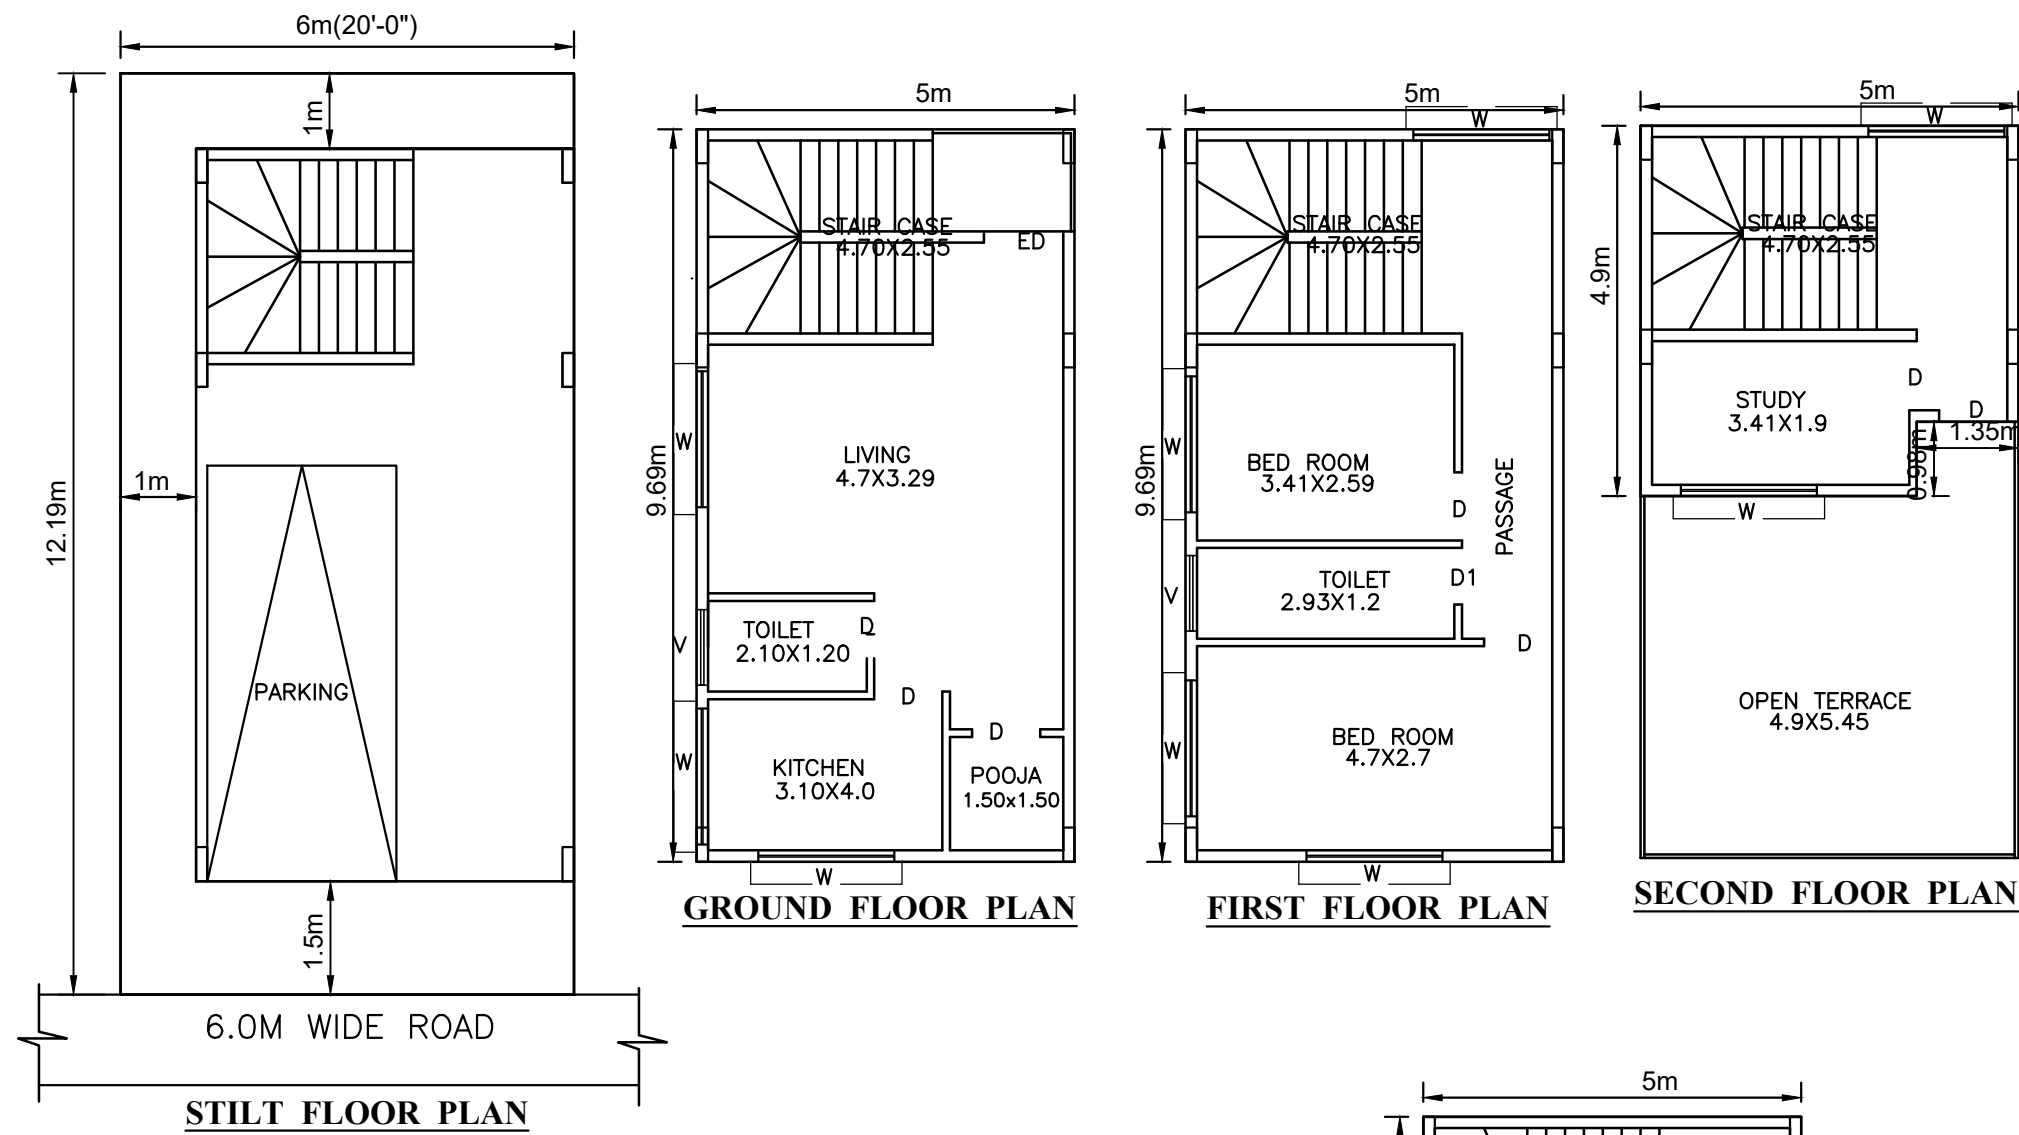 6m(20'-0")
1m
12.19m
1m
PARKING
1.5m
6.0M WIDE ROAD
STILT FLOOR PLAN
5m
9.69m
STAIR CASE
4.70X2.55
ED
W
LIVING
4.7X3.29
V
TOILET
2.10X1.20
D
D
W
KITCHEN
3.10X4.0
D
POOJA
1.50x1.50
W
GROUND FLOOR PLAN
5m
W
9.69m
STAIR CASE
4.70X2.55
W
BED ROOM
3.41X2.59
D
PASSAGE
V
TOILET
2.93X1.2
D1
D
W
BED ROOM
4.7X2.7
W
FIRST FLOOR PLAN
5m
W
4.9m
STAIR CASE
4.70X2.55
D
STUDY
3.41X1.9
D
1.35m
0.98m
W
OPEN TERRACE
4.9X5.45
SECOND FLOOR PLAN
5m